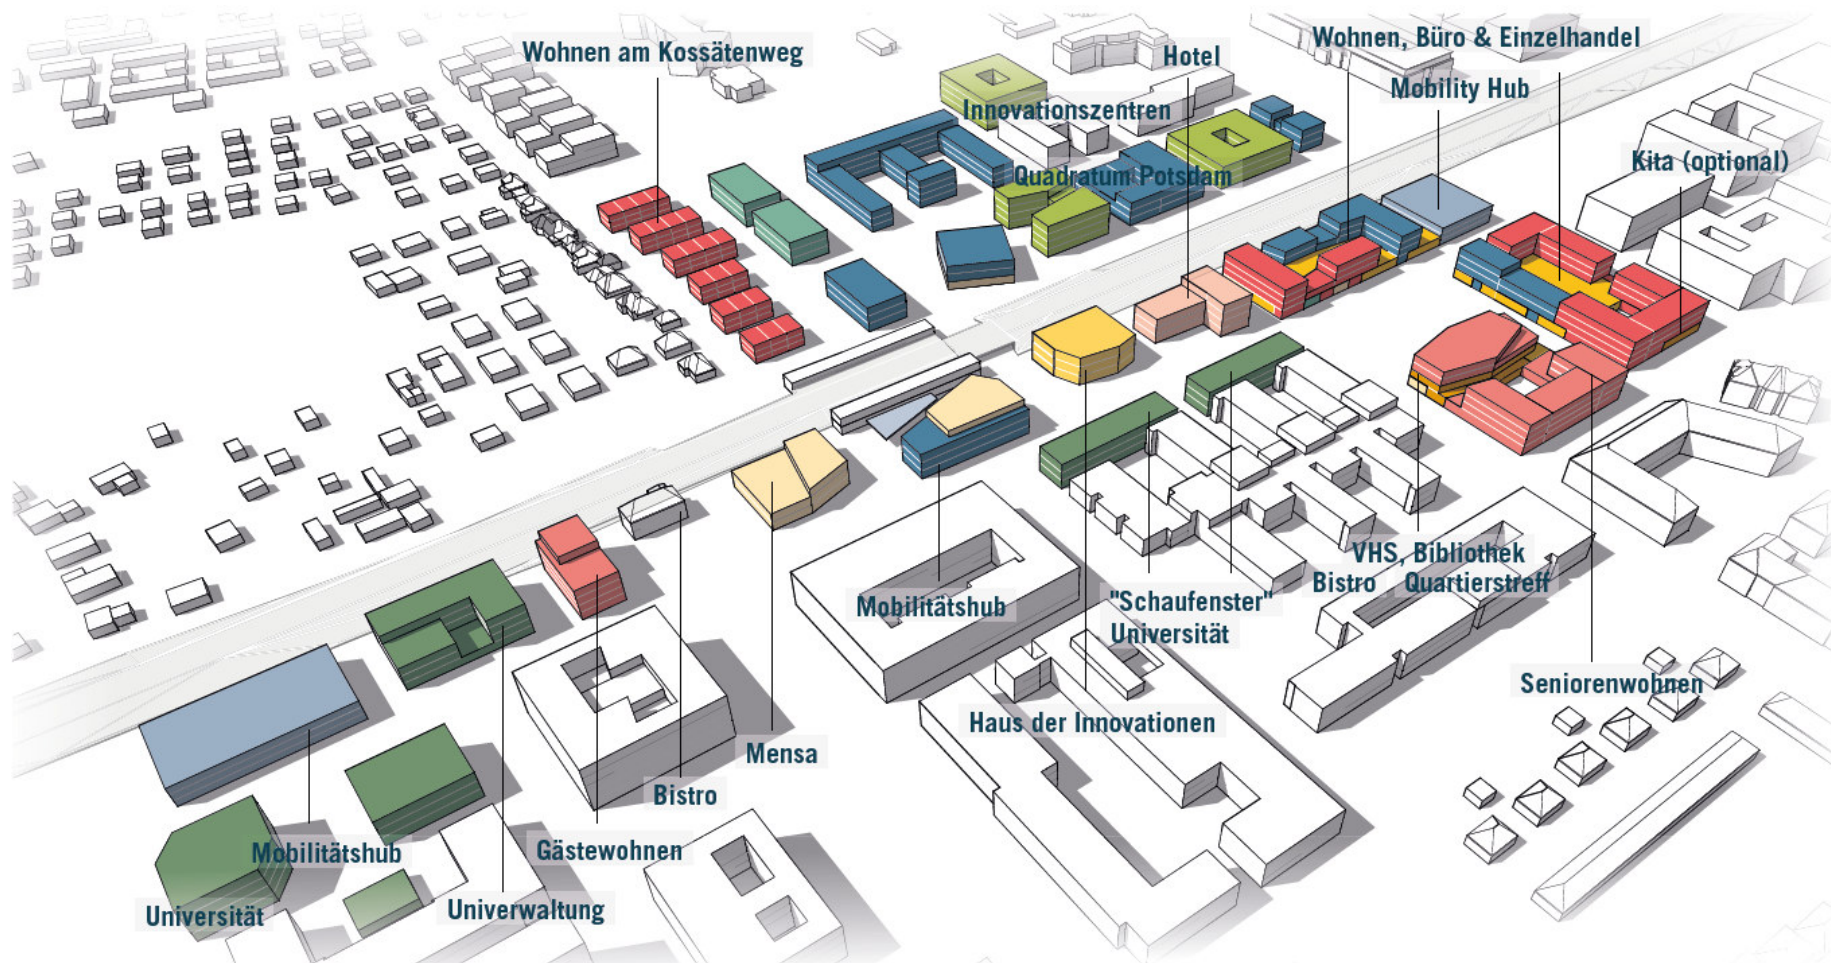 Wohnen am Kossätenweg
Hotel
Wohnen, Büro & Einzelhandel
Mobility Hub
Innovationszentren
Quadratum Potsdam
Kita (optional)
VHS, Bibliothek
Bistro Quartierstreff
Mobilitätshub
"Schaufenster"
Universität
Seniorenwohnen
Haus der Innovationen
Mensa
Bistro
Gästewohnen
Mobilitätshub
Univerwaltung
Universität